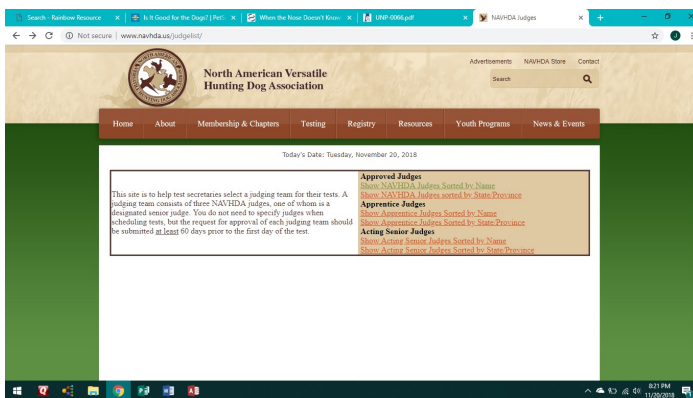 Search - Rainbow Resource
Is It Good for the Dogs? | Pet
When the Nose Doesn't Know
UNP-0066.pdf
NAVHDA Judges
Not secure | www.navhda.us/judgelist/
J
NORTH AMERICAN
North American Versatile
Hunting Dog Association
Advertisements NAVHDA Store Contact
Search
Home About Membership & Chapters Testing Registry Resources Youth Programs News & Events
Today's Date: Tuesday, November 20, 2018
This site is to help test secretaries select a judging team for their tests. A
judging team consists of three NAVHDA judges, one of whom is a
designated senior judge. You do not need to specify judges when
scheduling tests, but the request for approval of each judging team should
be submitted at least 60 days prior to the first day of the test.
Approved Judges
Show NAVHDA Judges Sorted by Name
Show NAVHDA Judges sorted by State/Province
Apprentice Judges
Show Apprentice Judges Sorted by Name
Show Apprentice Judges Sorted by State/Province
Acting Senior Judges
Show Acting Senior Judges Sorted by Name
Show Acting Senior Judges Sorted by State/Province
8:21 PM
11/20/2018